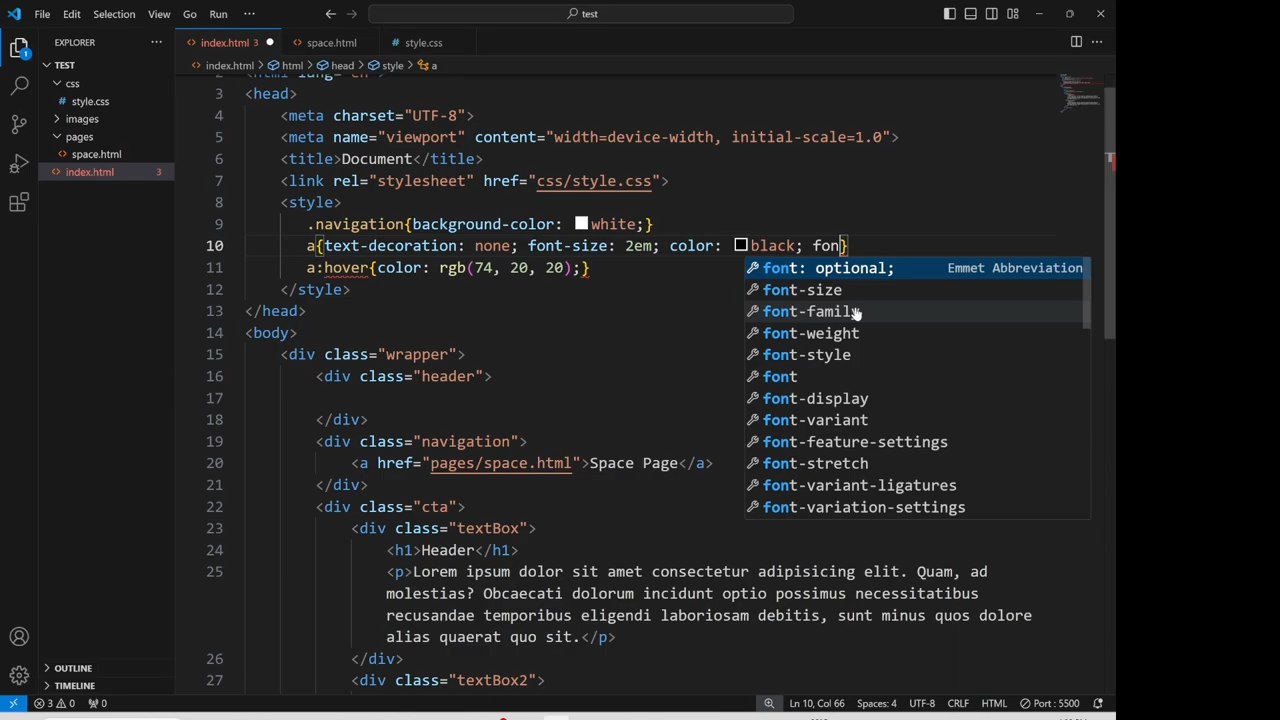 File Edit Selection View Go Run ··· test
EXPLORER ···
TEST
css
style.css
images
pages
space.html
index.html 3
OUTLINE
TIMELINE
1
index.html 3 space.html style.css
index.html html head style a
3 <head>
4 <meta charset="UTF-8">
5 <meta name="viewport" content="width=device-width, initial-scale=1.0">
6 <title>Document</title>
7 <link rel="stylesheet" href="css/style.css">
8 <style>
9 .navigation{background-color: white;}
10 a{text-decoration: none; font-size: 2em; color: black; fon}
11 a:hover{color: rgb(74, 20, 20);}
12 </style>
13 </head>
14 <body>
15 <div class="wrapper">
16 <div class="header">
17
18 </div>
19 <div class="navigation">
20 <a href="pages/space.html">Space Page</a>
21 </div>
22 <div class="cta">
23 <div class="textBox">
24 <h1>Header</h1>
25 <p>Lorem ipsum dolor sit amet consectetur adipisicing elit. Quam, ad
molestias? Obcaecati dolorum incidunt optio possimus necessitatibus
recusandae temporibus eligendi laboriosam debitis, sunt minus quos dolore
alias quaerat quo sit.</p>
26 </div>
27 <div class="textBox2">
font: optional; Emmet Abbreviation
font-size
font-family
font-weight
font-style
font
font-display
font-variant
font-feature-settings
font-stretch
font-variant-ligatures
font-variation-settings
3 0 0 Ln 10, Col 66 Spaces: 4 UTF-8 CRLF HTML Port : 5500